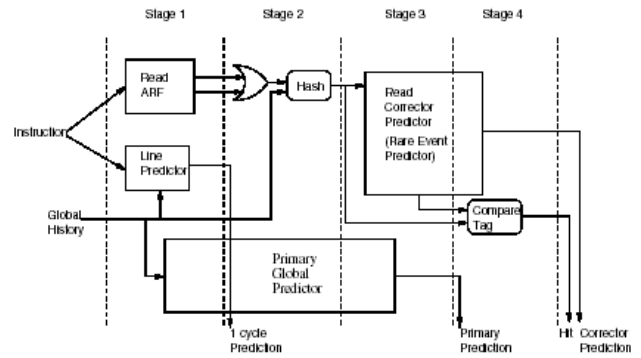 Stage 1
Stage 2
Stage 3
Stage 4
Read
ARF
Hash
Read
Corrector
Predictor
(Rare Event
Predictor)
Instruction
Line
Predictor
Global
History
Compare
Tag
Primary
Global
Predictor
1 cycle
Prediction
Primary
Prediction
Hit
Corrector
Prediction